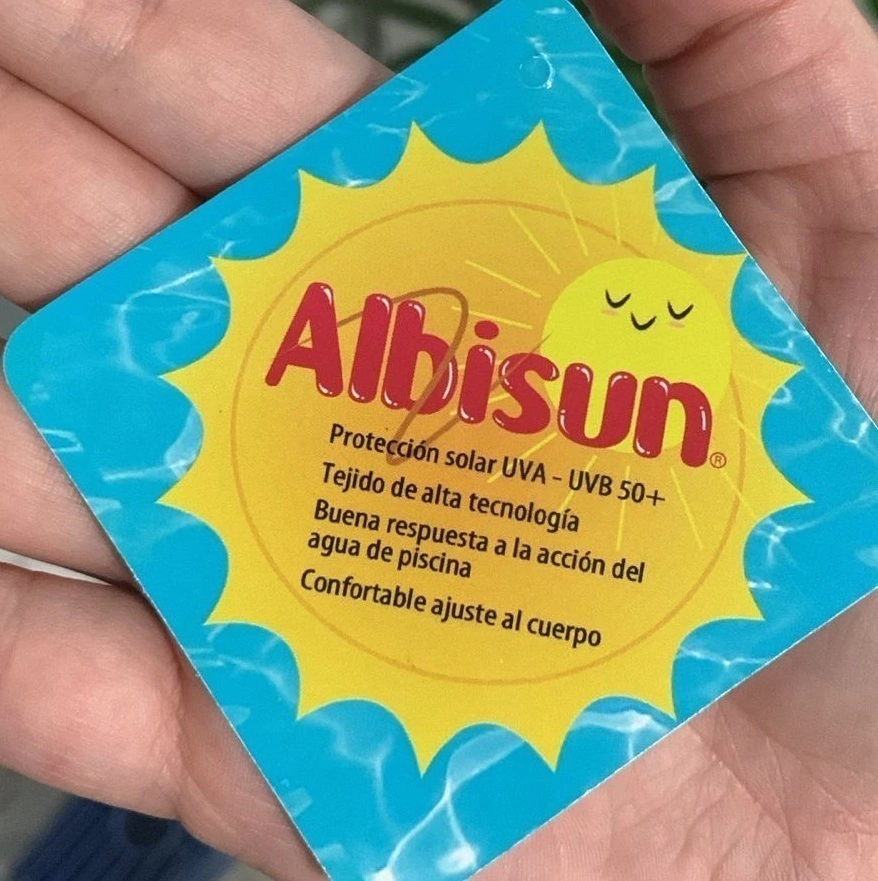 Albisun®
Protección solar UVA - UVB 50+
Tejido de alta tecnología
Buena respuesta a la acción del
agua de piscina
Confortable ajuste al cuerpo